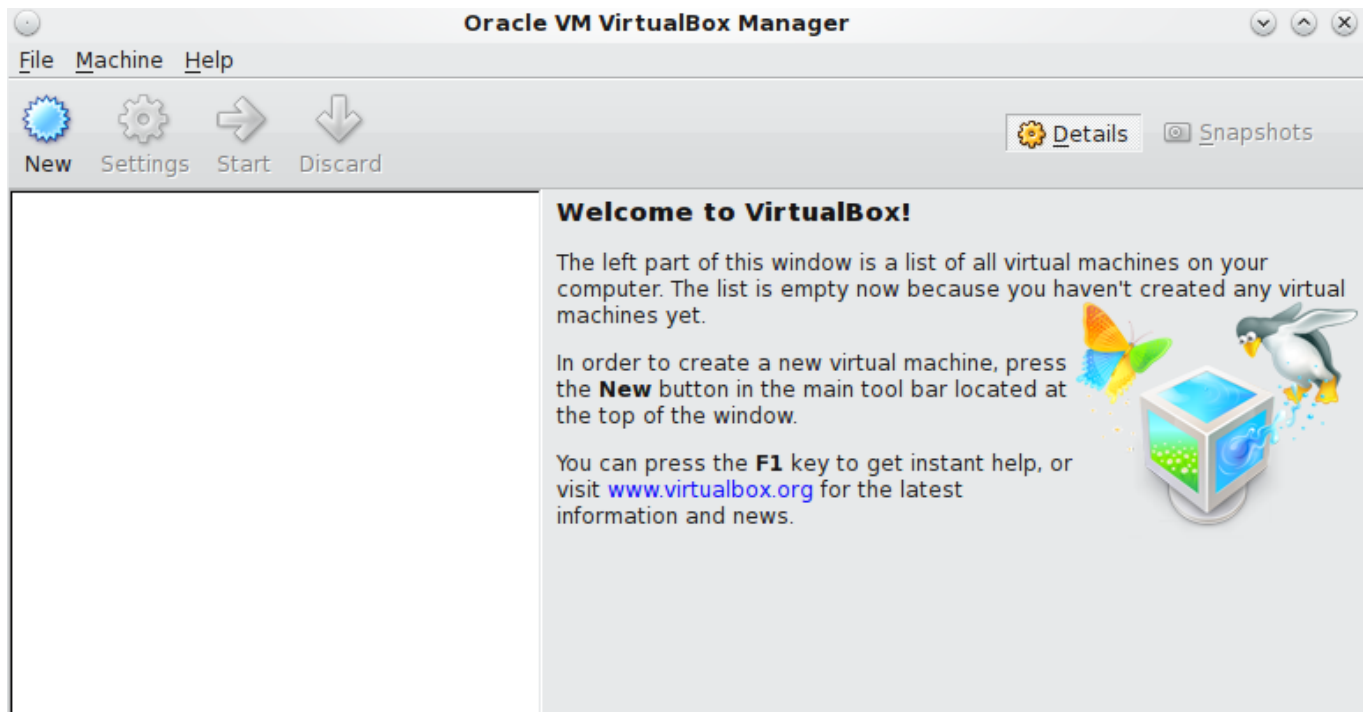 Oracle VM VirtualBox Manager
File Machine Help
New Settings Start Discard
Details Snapshots
Welcome to VirtualBox!
The left part of this window is a list of all virtual machines on your
computer. The list is empty now because you haven't created any virtual
machines yet.
In order to create a new virtual machine, press
the New button in the main tool bar located at
the top of the window.
You can press the F1 key to get instant help, or
visit www.virtualbox.org for the latest
information and news.